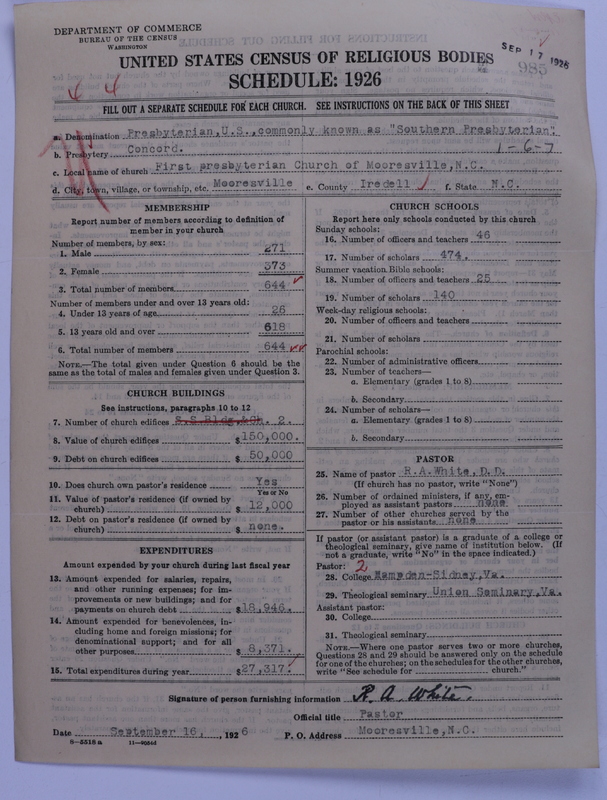 DEPARTMENT OF COMMERCE
BUREAU OF THE CENSUS
WASHINGTON
SEP 17 1926
985
UNITED STATES CENSUS OF RELIGIOUS BODIES
SCHEDULE: 1926
4 4
FILL OUT A SEPARATE SCHEDULE FOR EACH CHURCH. SEE INSTRUCTIONS ON THE BACK OF THIS SHEET
a. Denomination Presbyterian, U.S., commonly known as "Southern Presbyterian".
b. Presbytery Concord. 1-6-7
c. Local name of church First presbyterian Church of Mooresville, N.C.
d. City, town, village, or township, etc. Mooresville e. County Iredell f. State N.C.
MEMBERSHIP
Report number of members according to definition of
member in your church
Number of members, by sex:
1. Male 271
2. Female 373
3. Total number of members 644
Number of members under and over 13 years old:
4. Under 13 years of age 26
5. 13 years old and over 618
6. Total number of members 644
NOTE.—The total given under Question 6 should be the
same as the total of males and females given under Question 3.
CHURCH BUILDINGS
See instructions, paragraphs 10 to 12
7. Number of church edifices S.S.Bldg.&Ch. 2.
8. Value of church edifices $150,000.
9. Debt on church edifices $ 50,000
10. Does church own pastor's residence Yes
Yes or No
11. Value of pastor's residence (if owned by
church) $ 12,000
12. Debt on pastor's residence (if owned by
church) $ none.
EXPENDITURES
Amount expended by your church during last fiscal year
13. Amount expended for salaries, repairs,
and other running expenses; for im-
provements or new buildings; and for
payments on church debt $18,946.
14. Amount expended for benevolences, in-
cluding home and foreign missions; for
denominational support; and for all
other purposes $ 8,371.
15. Total expenditures during year $27,317.
CHURCH SCHOOLS
Report here only schools conducted by this church
Sunday schools:
16. Number of officers and teachers 46
17. Number of scholars 474.
Summer vacation Bible schools:
18. Number of officers and teachers 25
19. Number of scholars 140
Week-day religious schools:
20. Number of officers and teachers
21. Number of scholars
Parochial schools:
22. Number of administrative officers
23. Number of teachers—
a. Elementary (grades 1 to 8)
b. Secondary
24. Number of scholars—
a. Elementary (grades 1 to 8)
b. Secondary
PASTOR
25. Name of pastor R.A.White, D.D.
(If church has no pastor, write "None")
26. Number of ordained ministers, if any, em-
ployed as assistant pastors none
27. Number of other churches served by the
pastor or his assistants none
If pastor (or assistant pastor) is a graduate of a college or
theological seminary, give name of institution below. (If
not a graduate, write "No" in the space indicated.)
Pastor: 2
28. College Hampden-Sidney, Va.
29. Theological seminary Union Seminary, Va.
Assistant pastor:
30. College
31. Theological seminary
NOTE.—Where one pastor serves two or more churches,
Questions 28 and 29 should be answered only on the schedule
for one of the churches; on the schedules for the other churches,
write "See schedule for church."
Signature of person furnishing information R. A. White.
Official title Pastor
Date September 16, , 1926 P. O. Address Mooresville, N.C.
8—5518 a